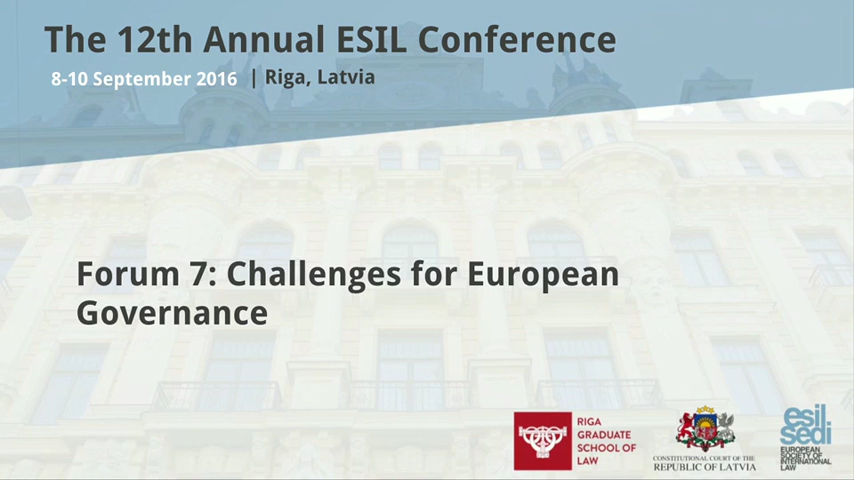 The 12th Annual ESIL Conference
8-10 September 2016 | Riga, Latvia
Forum 7: Challenges for European
Governance
RIGA
GRADUATE
SCHOOL OF
LAW
CONSTITUTIONAL COURT OF THE
REPUBLIC OF LATVIA
esil
sedi
EUROPEAN
SOCIETY OF
INTERNATIONAL
LAW